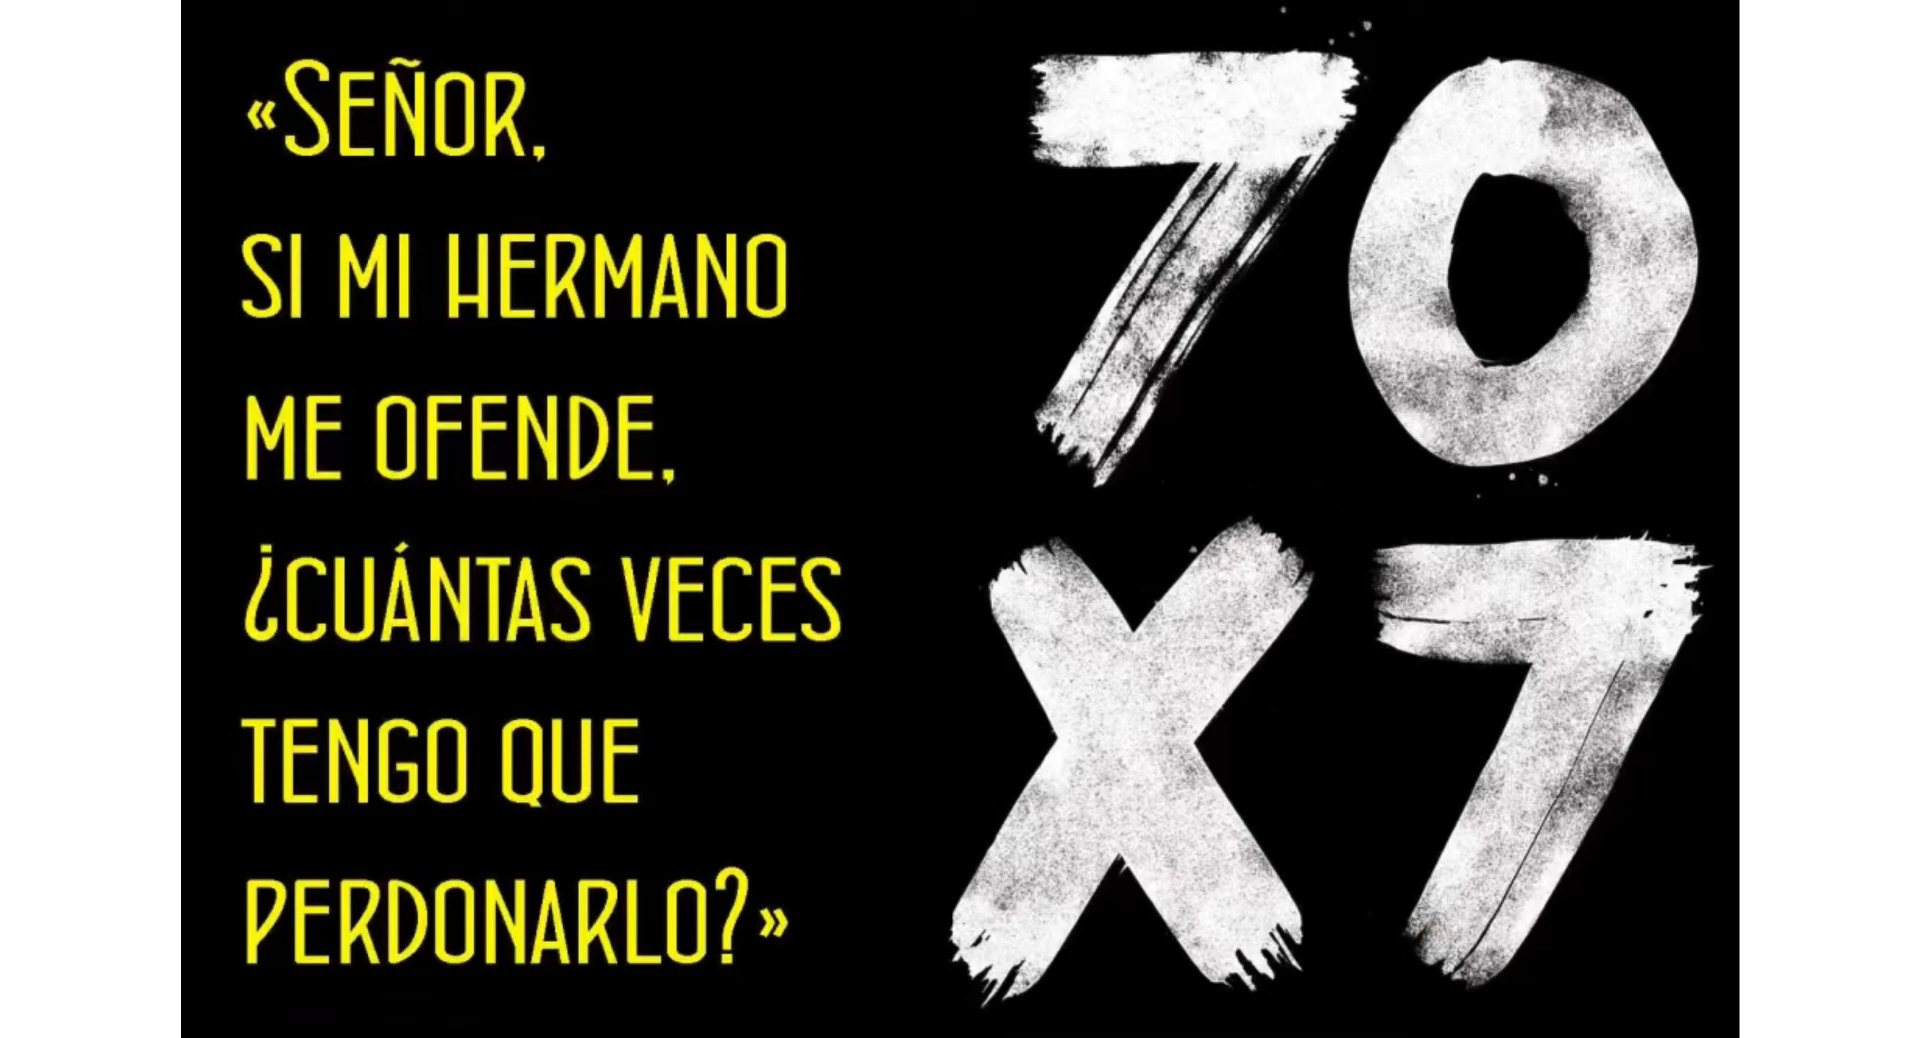 «SEÑOR,
SI MI HERMANO
ME OFENDE,
¿CUÁNTAS VECES
TENGO QUE
PERDONARLO?»
70
X7